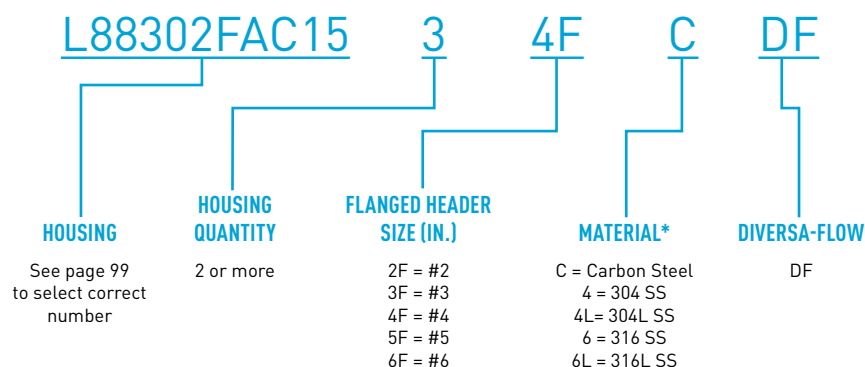 L88302FAC15 3 4F C DF
HOUSING
See page 99
to select correct
number
HOUSING
QUANTITY
2 or more
FLANGED HEADER
SIZE (IN.)
2F = #2
3F = #3
4F = #4
5F = #5
6F = #6
MATERIAL*
C = Carbon Steel
4 = 304 SS
4L= 304L SS
6 = 316 SS
6L = 316L SS
DIVERSA-FLOW
DF